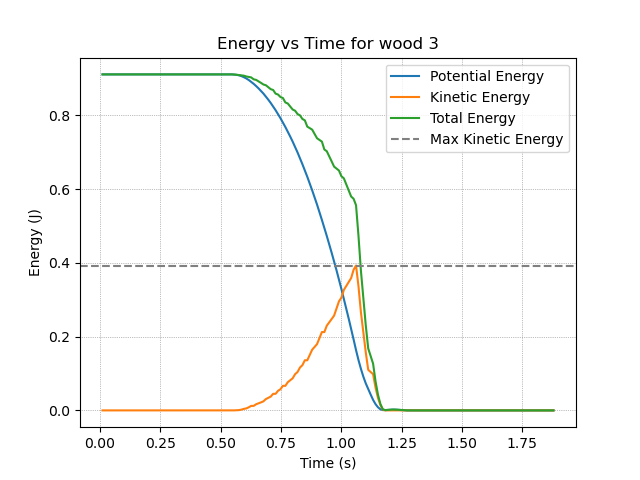 Energy vs Time for wood 3
Potential Energy
Kinetic Energy
Total Energy
Max Kinetic Energy
Energy (J)
0.8
0.6
0.4
0.2
0.0
0.00 0.25 0.50 0.75 1.00 1.25 1.50 1.75
Time (s)